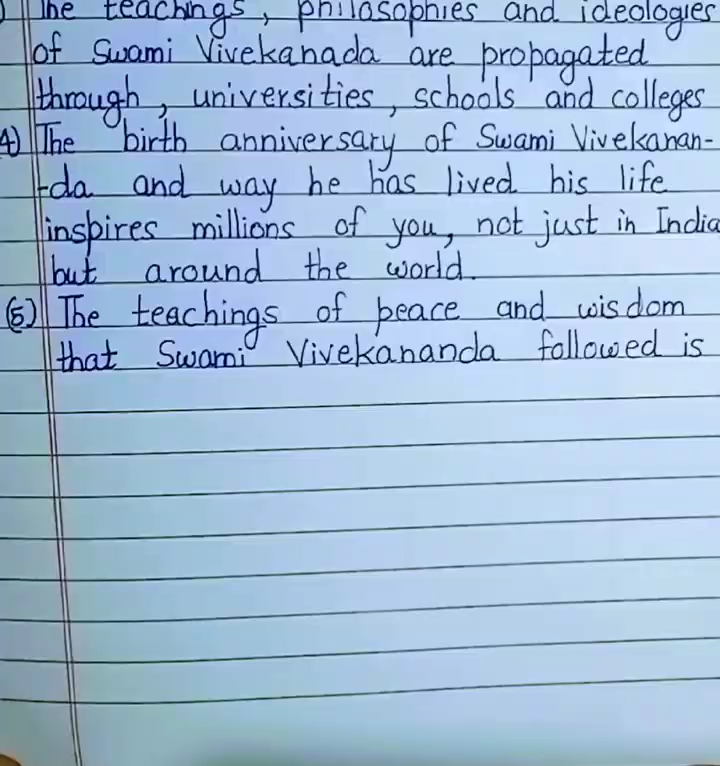 ) The teachings, philosophies and ideologies
of Swami Vivekanada are propagated
through, universities, schools and colleges
4) The birth anniversary of Swami Vivekanan-
-da and way he has lived his life
inspires millions of you, not just in India
but around the world.
(5) The teachings of peace and wisdom
that Swami Vivekananda followed is